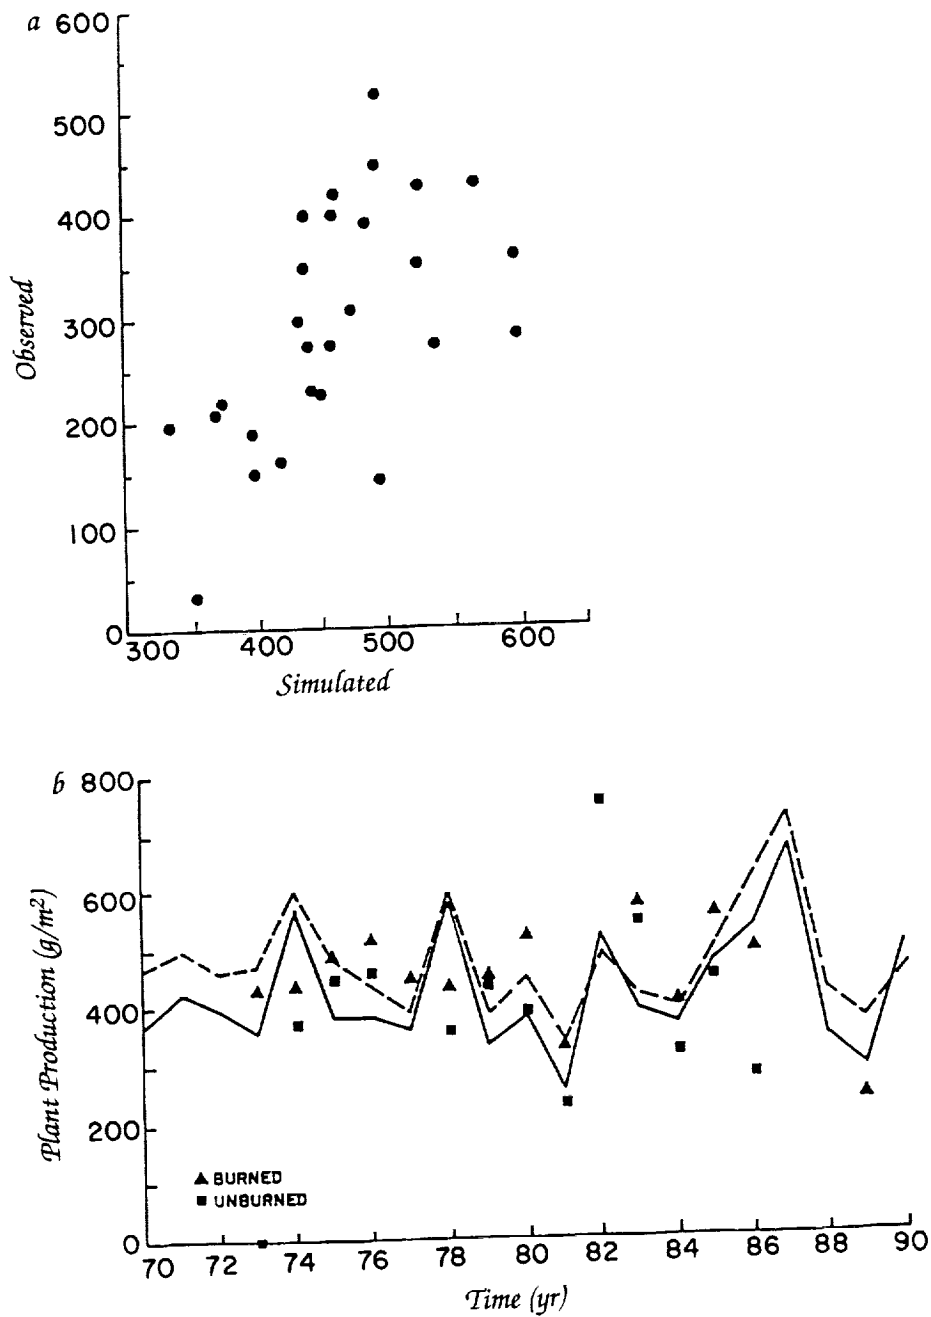 a 600
500
400
Observed
300
200
100
0
300 400 500 600
Simulated
b 800
600
Plant Production (g/m²)
400
200
▲ BURNED
■ UNBURNED
0
70 72 74 76 78 80 82 84 86 88 90
Time (yr)